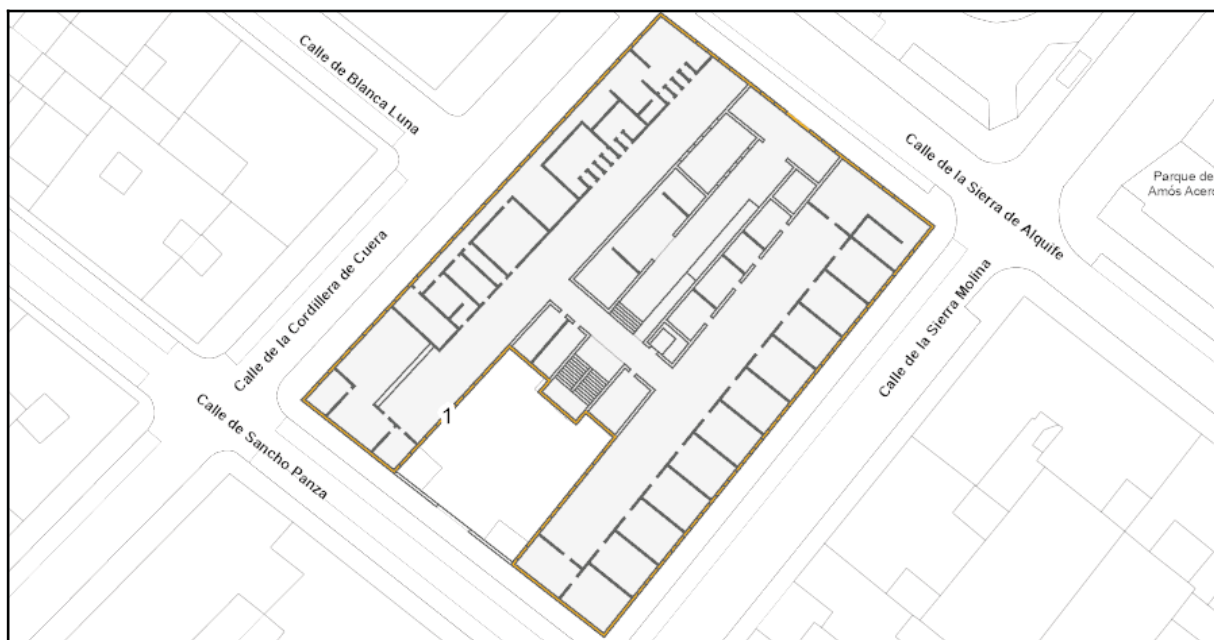 Calle de Blanca Luna
Calle de la Sierra de Alquife
Parque de
Amós Acero
Calle de la Cordillera de Cuera
Calle de la Sierra Molina
1
Calle de Sancho Panza